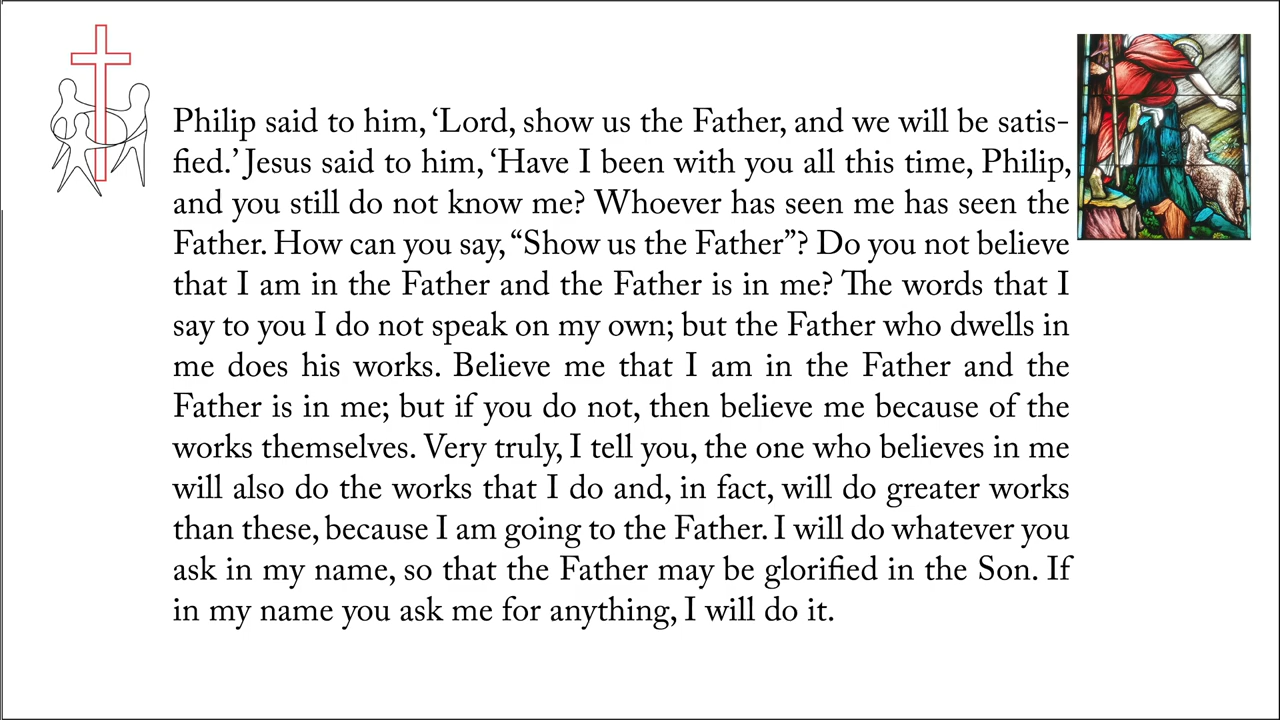 Philip said to him, ‘Lord, show us the Father, and we will be satis-
fied.’ Jesus said to him, ‘Have I been with you all this time, Philip,
and you still do not know me? Whoever has seen me has seen the
Father. How can you say, “Show us the Father”? Do you not believe
that I am in the Father and the Father is in me? The words that I
say to you I do not speak on my own; but the Father who dwells in
me does his works. Believe me that I am in the Father and the
Father is in me; but if you do not, then believe me because of the
works themselves. Very truly, I tell you, the one who believes in me
will also do the works that I do and, in fact, will do greater works
than these, because I am going to the Father. I will do whatever you
ask in my name, so that the Father may be glorified in the Son. If
in my name you ask me for anything, I will do it.